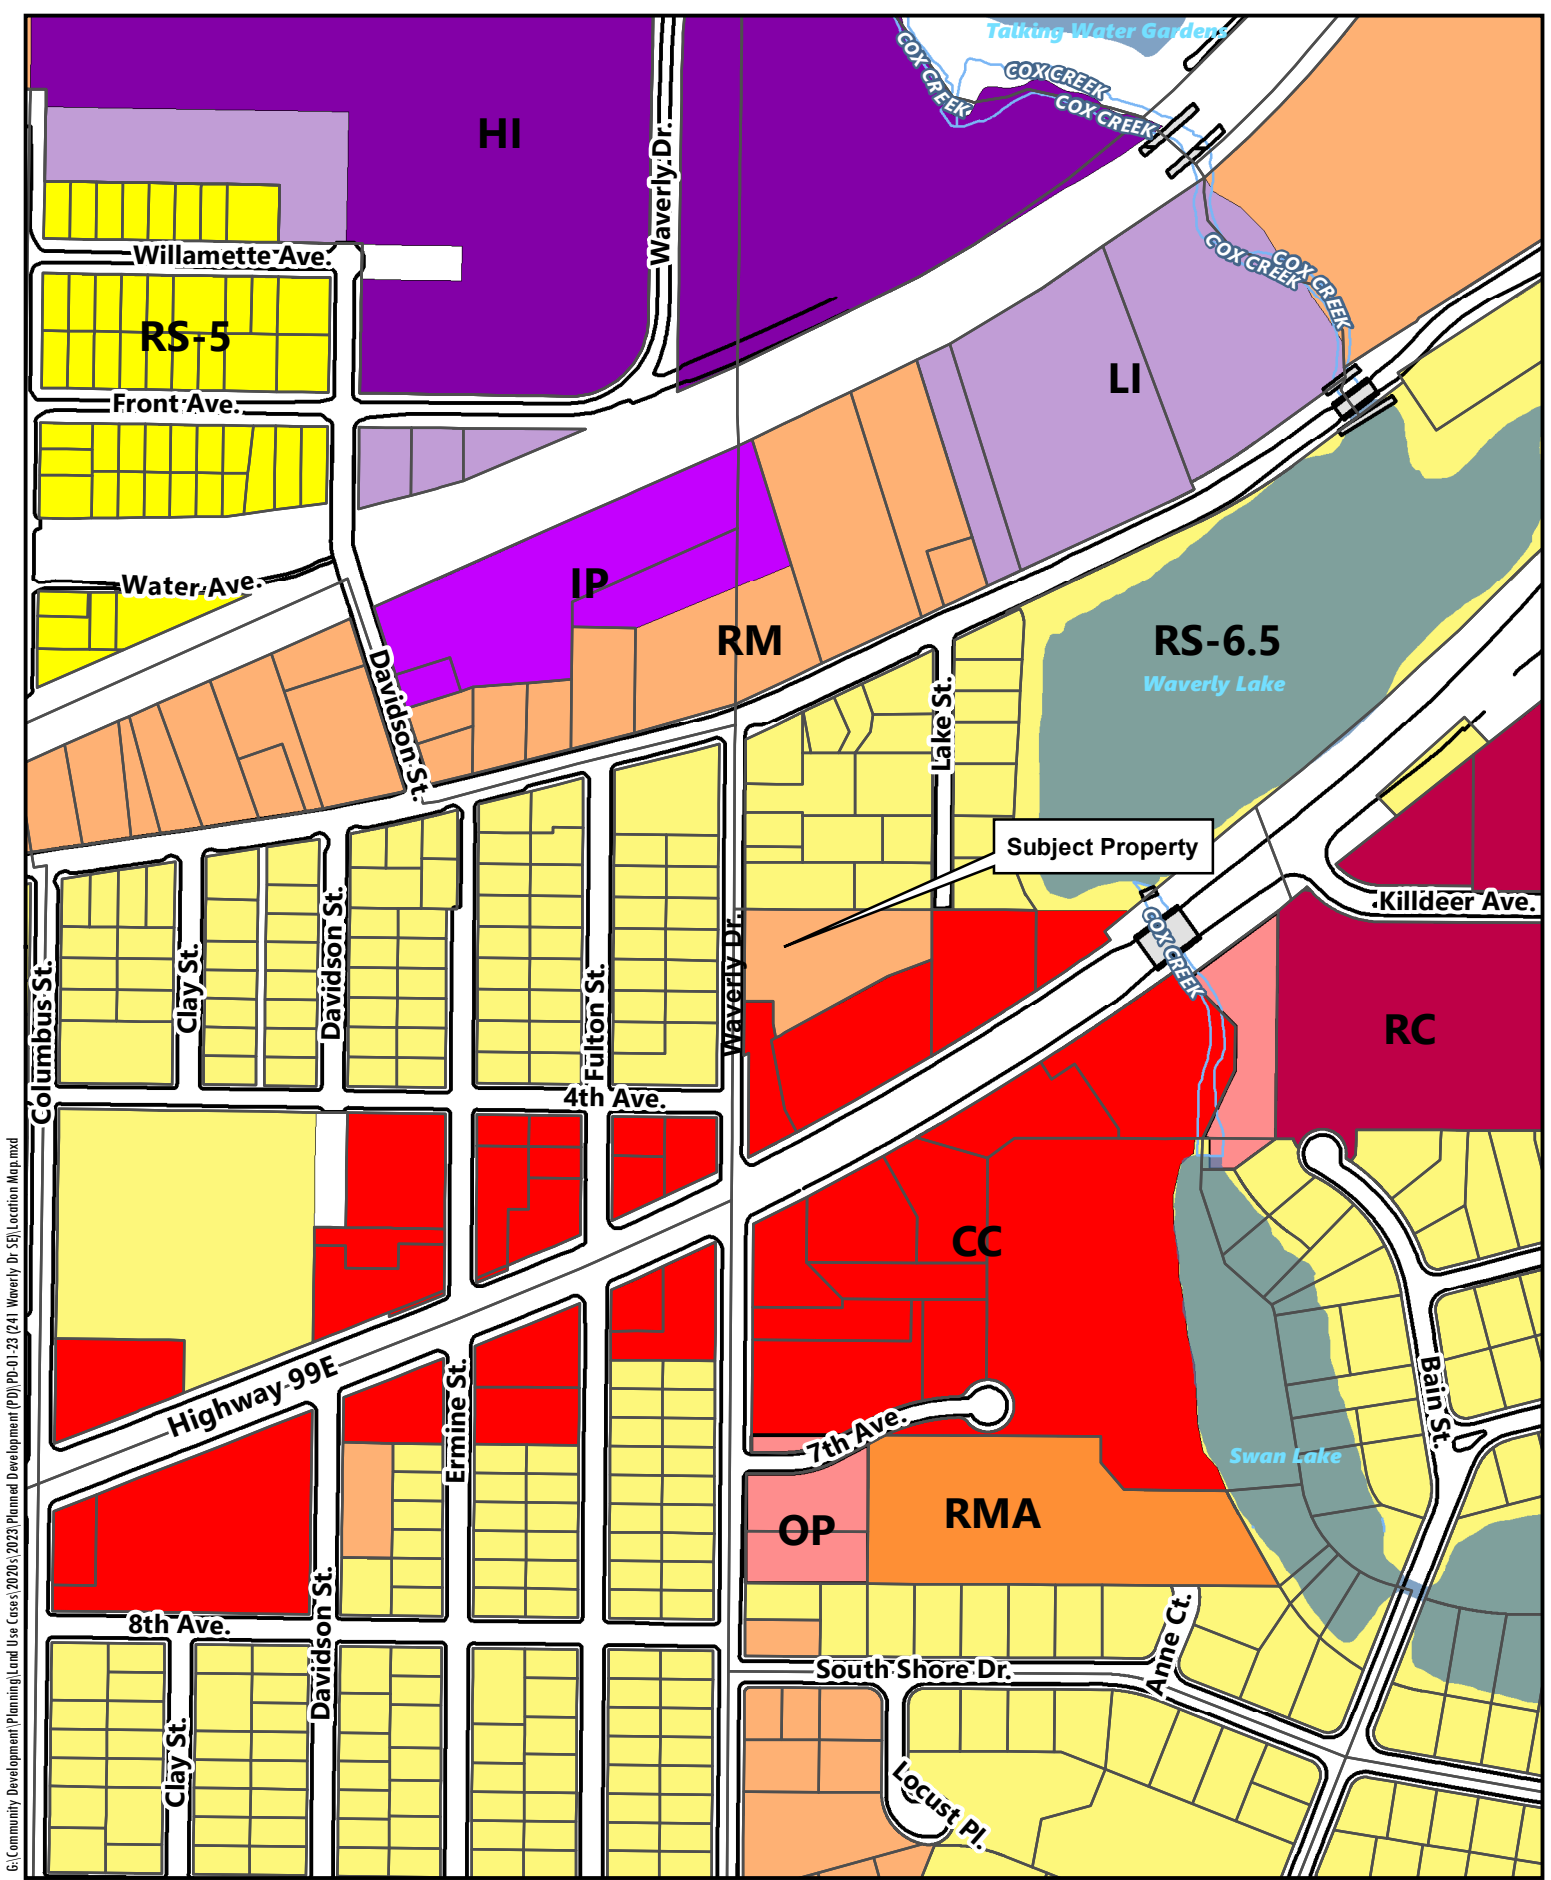 Talking Water Gardens
COX CREEK
COX CREEK
COX CREEK
HI
Waverly Dr.
COX CREEK
COX CREEK
Willamette Ave.
RS-5
LI
Front Ave.
IP
Water Ave.
RM
RS-6.5
Waverly Lake
Davidson St.
Lake St.
Subject Property
Killdeer Ave.
COX CREEK
Columbus St.
Clay St.
Davidson St.
Fulton St.
Waverly Dr.
RC
4th Ave.
CC
Highway 99E
Ermine St.
Bain St.
7th Ave.
Swan Lake
OP
RMA
Davidson St.
8th Ave.
Anne Ct.
South Shore Dr.
Clay St.
Locust Pl.
G:\Community Development\Planning\Land Use Cases\2020s\2023\Planned Development (PD)\PD-01-23 (241 Waverly Dr SE)\Location Map.mxd